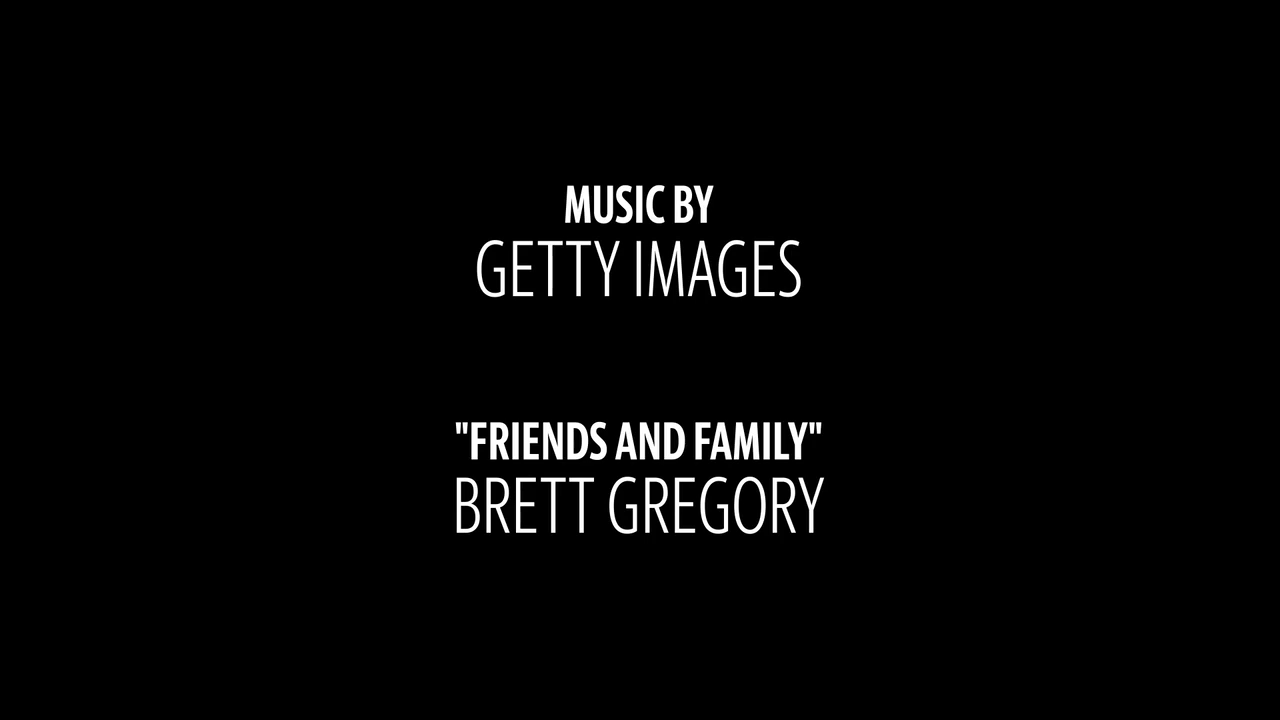 MUSIC BY
GETTY IMAGES
"FRIENDS AND FAMILY"
BRETT GREGORY